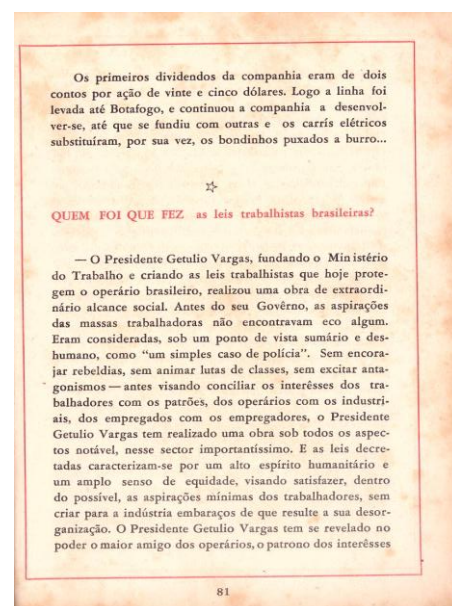 Os primeiros dividendos da companhia eram de dois
contos por ação de vinte e cinco dólares. Logo a linha foi
levada até Botafogo, e continuou a companhia a desenvol-
ver-se, até que se fundiu com outras e os carrís elétricos
substituíram, por sua vez, os bondinhos puxados a burro...
☆
QUEM FOI QUE FEZ as leis trabalhistas brasileiras?
— O Presidente Getulio Vargas, fundando o Ministério
do Trabalho e criando as leis trabalhistas que hoje prote-
gem o operário brasileiro, realizou uma obra de extraordi-
nário alcance social. Antes do seu Govêrno, as aspirações
das massas trabalhadoras não encontravam eco algum.
Eram consideradas, sob um ponto de vista sumário e des-
humano, como "um simples caso de polícia". Sem encora-
jar rebeldias, sem animar lutas de classes, sem excitar anta-
gonismos — antes visando conciliar os interêsses dos tra-
balhadores com os patrões, dos operários com os industri-
ais, dos empregados com os empregadores, o Presidente
Getulio Vargas tem realizado uma obra sob todos os aspec-
tos notável, nesse sector importantíssimo. E as leis decre-
tadas caracterizam-se por um alto espírito humanitário e
um amplo senso de equidade, visando satisfazer, dentro
do possível, as aspirações mínimas dos trabalhadores, sem
criar para a indústria embaraços de que resulte a sua desor-
ganização. O Presidente Getulio Vargas tem se revelado no
poder o maior amigo dos operários, o patrono dos interêsses
81